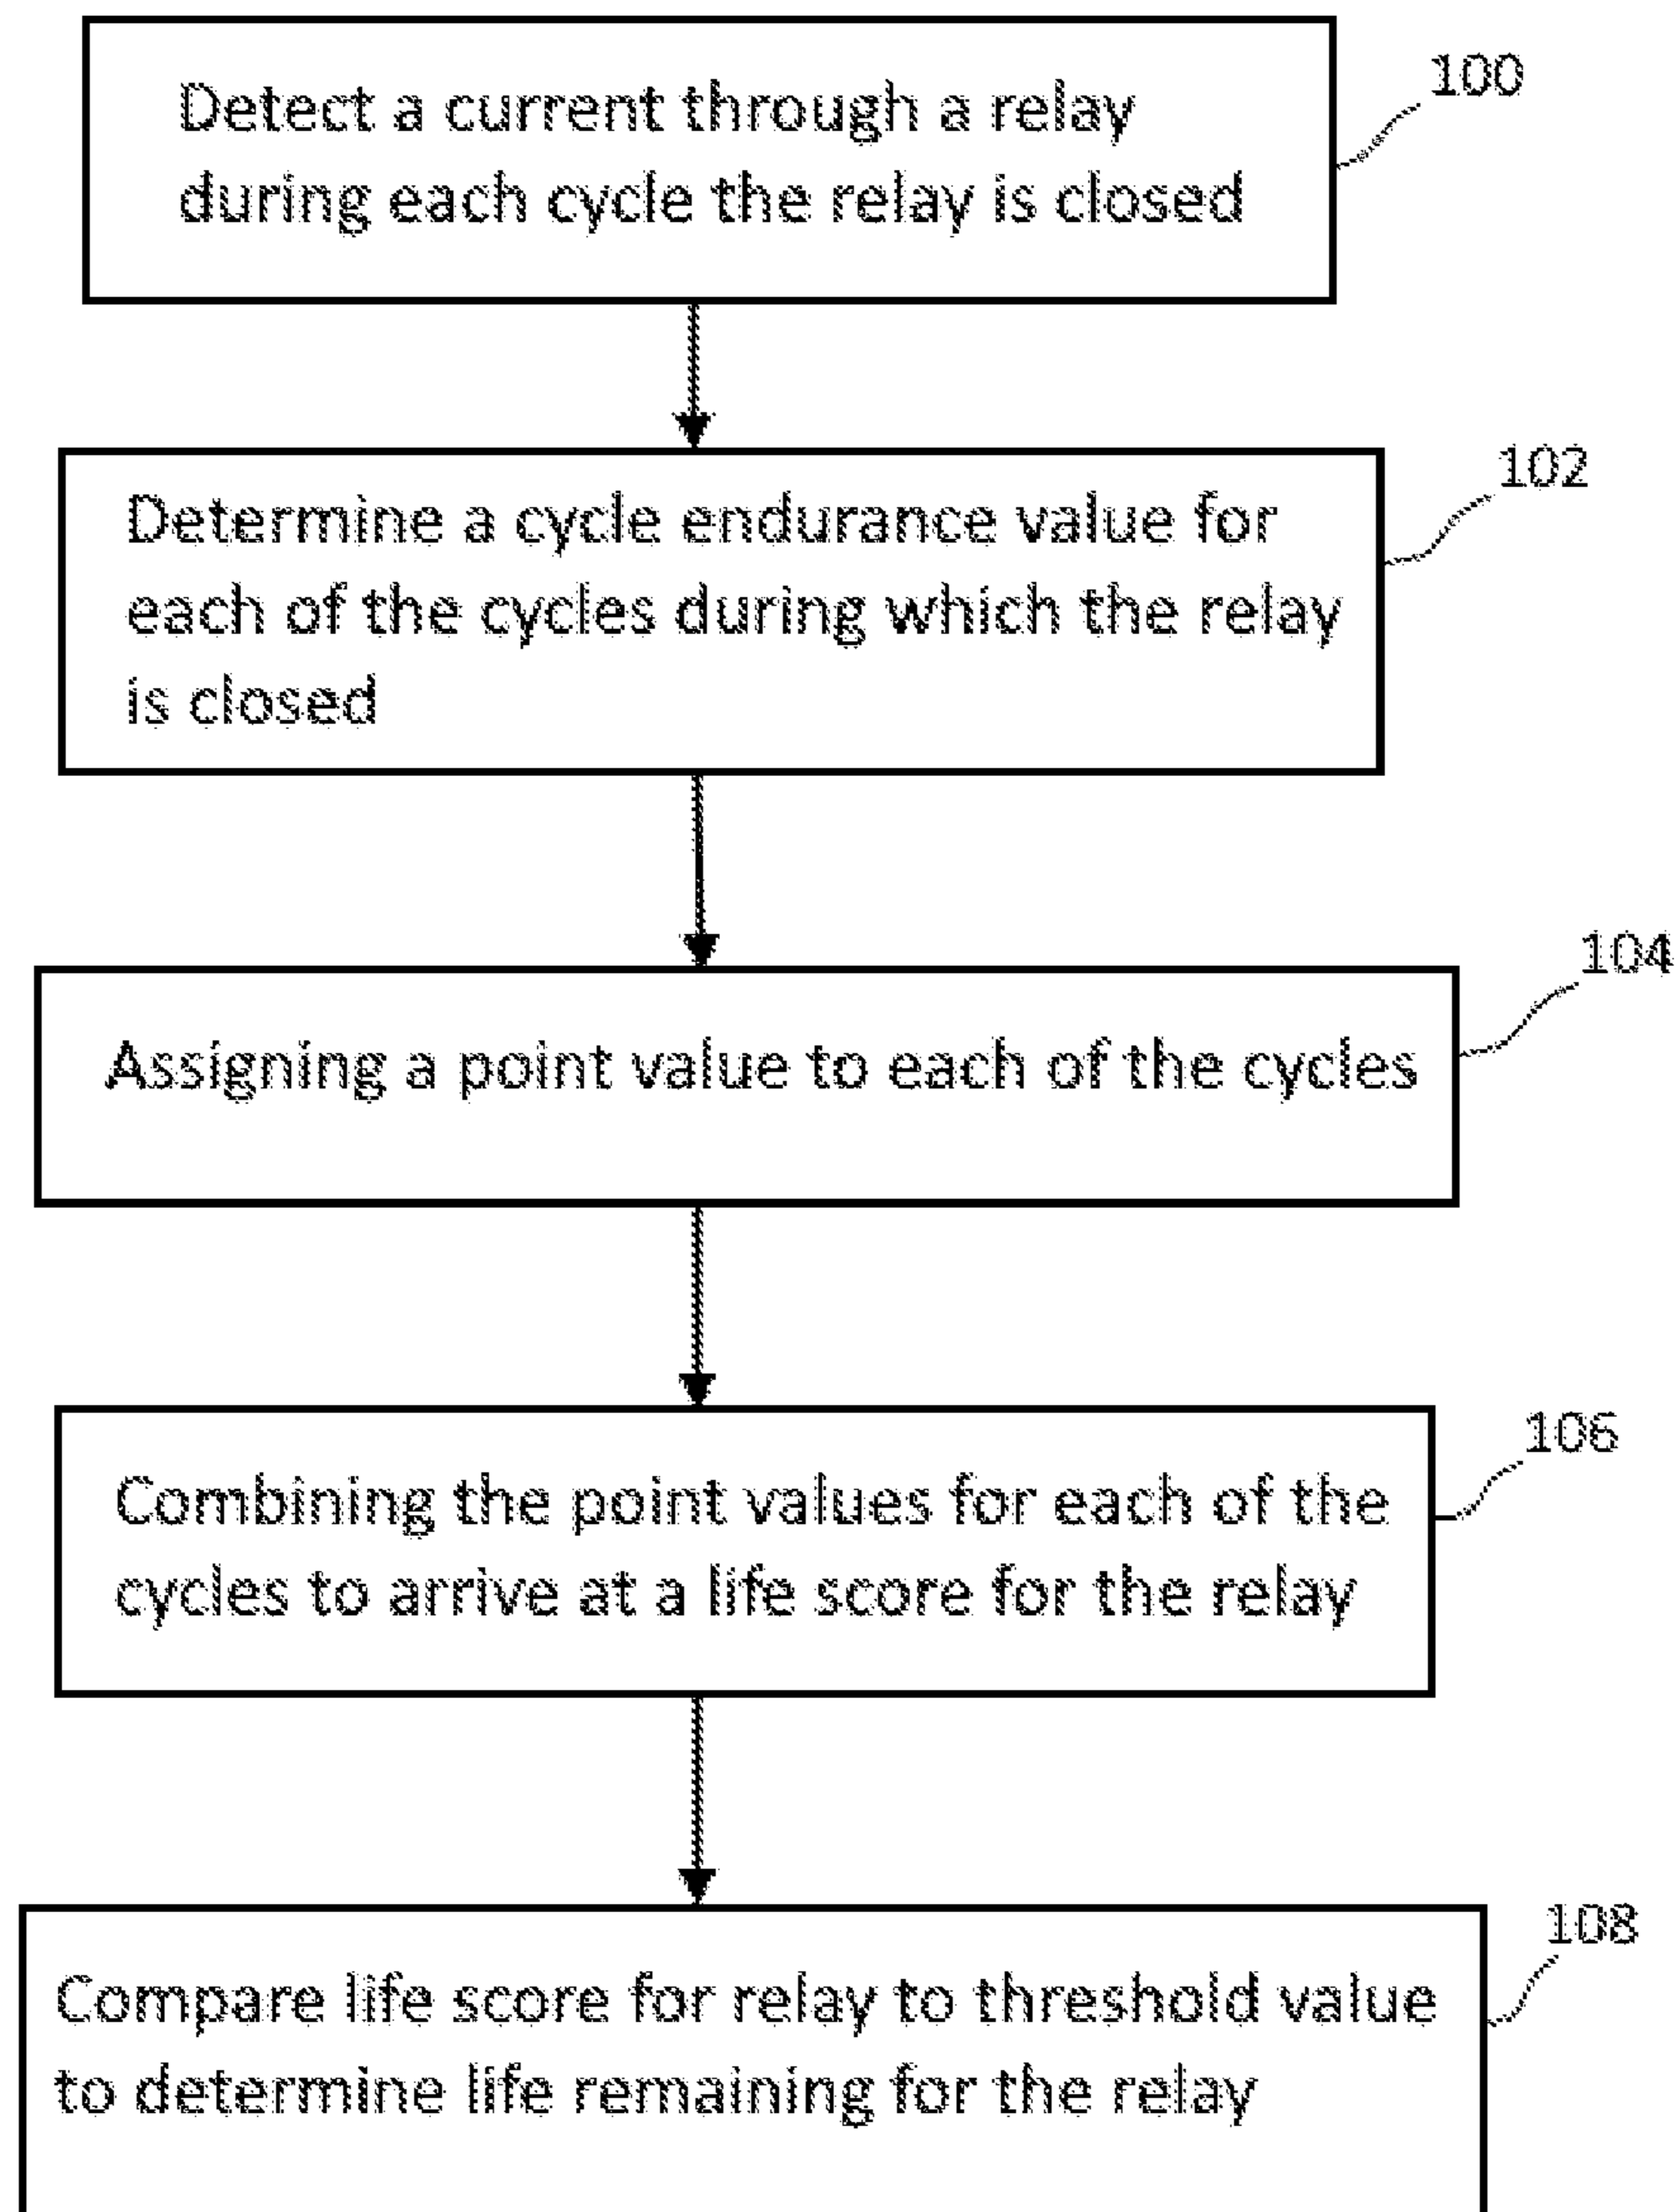 Detect a current through a relay
during each cycle the relay is closed
100
Determine a cycle endurance value for
each of the cycles during which the relay
is closed
102
Assigning a point value to each of the cycles
104
Combining the point values for each of the
cycles to arrive at a life score for the relay
106
Compare life score for relay to threshold value
to determine life remaining for the relay
108